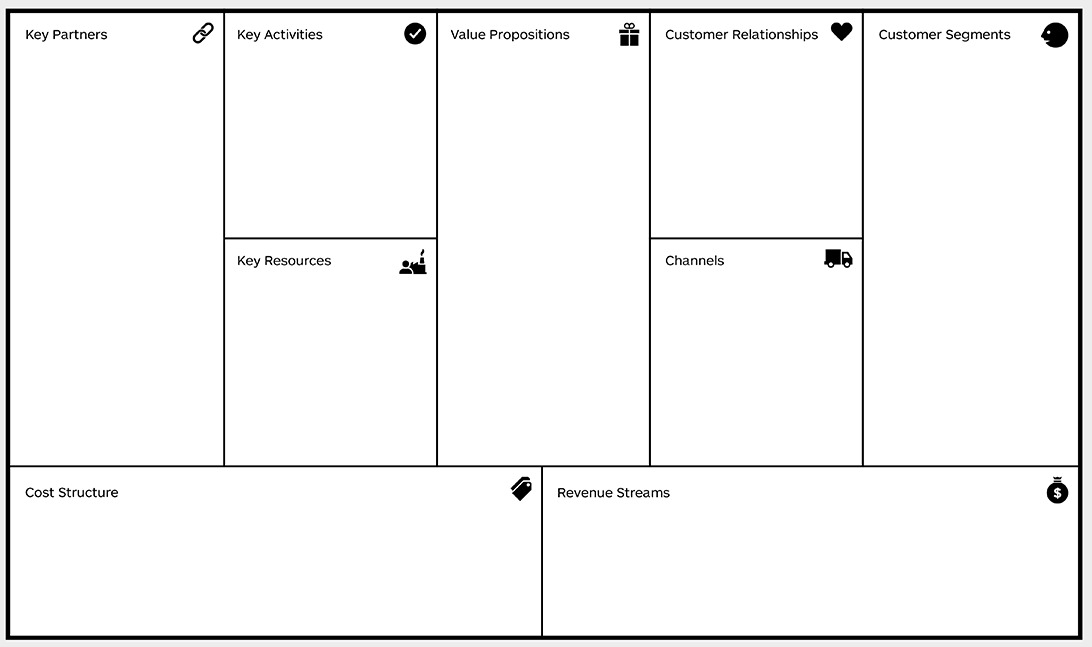 Key Partners
Key Activities
Value Propositions
Customer Relationships
Customer Segments
Key Resources
Channels
Cost Structure
Revenue Streams
$